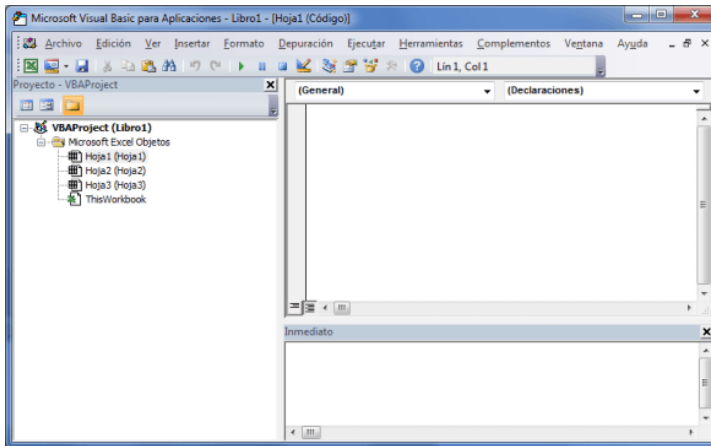 Microsoft Visual Basic para Aplicaciones - Libro1 - [Hoja1 (Código)]
Archivo Edición Ver Insertar Formato Depuración Ejecutar Herramientas Complementos Ventana Ayuda
Lín 1, Col 1
Proyecto - VBAProject
(General) (Declaraciones)
VBAProject (Libro1)
Microsoft Excel Objetos
Hoja1 (Hoja1)
Hoja2 (Hoja2)
Hoja3 (Hoja3)
ThisWorkbook
Inmediato